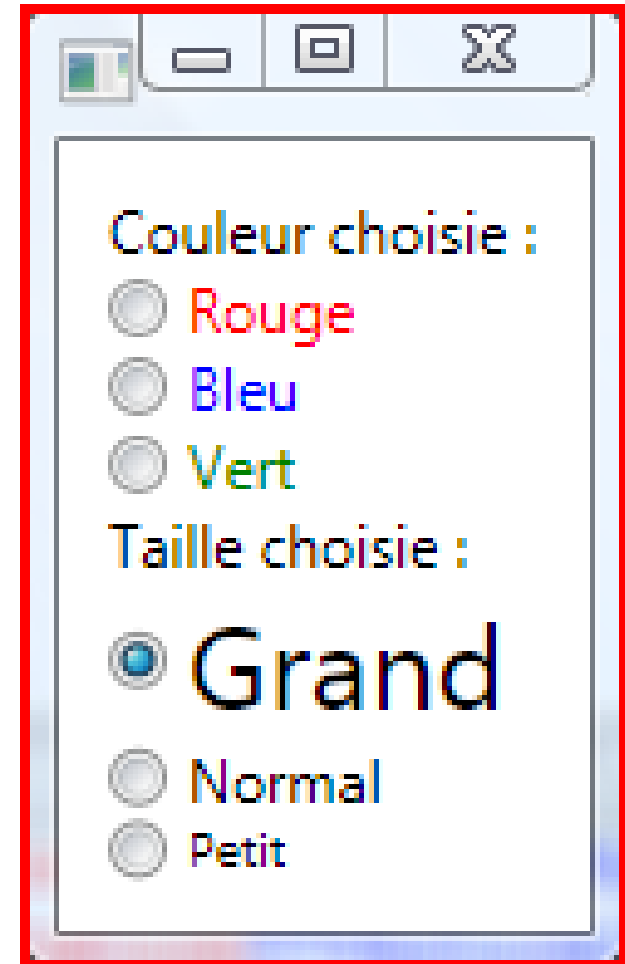 Couleur choisie :
Rouge
Bleu
Vert
Taille choisie :
Grand
Normal
Petit